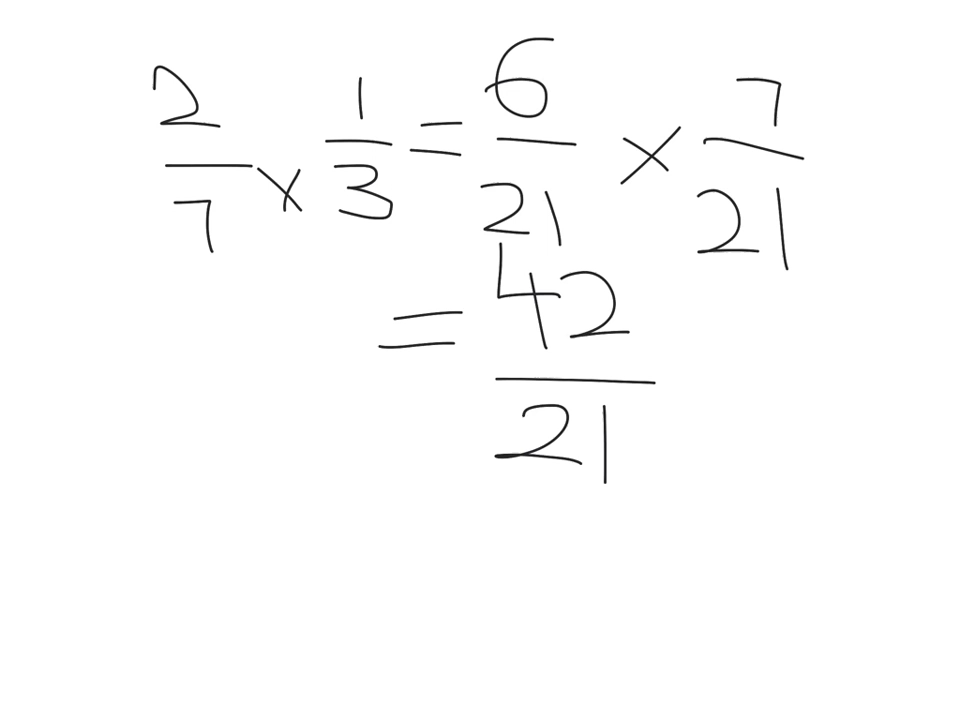 2/7 × 1/3 = 6/21 × 7/21
= 42/21